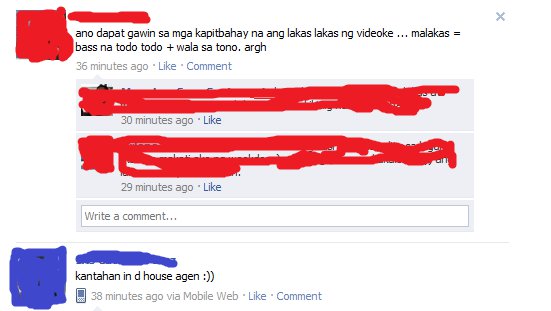 ano dapat gawin sa mga kapitbahay na ang lakas lakas ng videoke ... malakas =
bass na todo todo + wala sa tono. argh
36 minutes ago · Like · Comment
30 minutes ago · Like
29 minutes ago · Like
Write a comment...
kantahan in d house agen :))
38 minutes ago via Mobile Web · Like · Comment